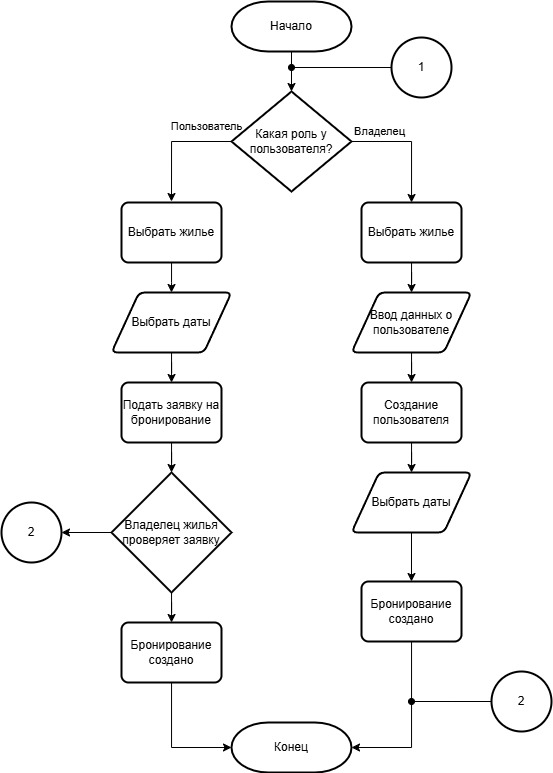 Начало
1
Пользователь
Владелец
Какая роль у
пользователя?
Выбрать жилье
Выбрать жилье
Выбрать даты
Ввод данных о
пользователе
Подать заявку на
бронирование
Создание
пользователя
2
Владелец жилья
проверяет заявку
Выбрать даты
Бронирование
создано
Бронирование
создано
2
Конец